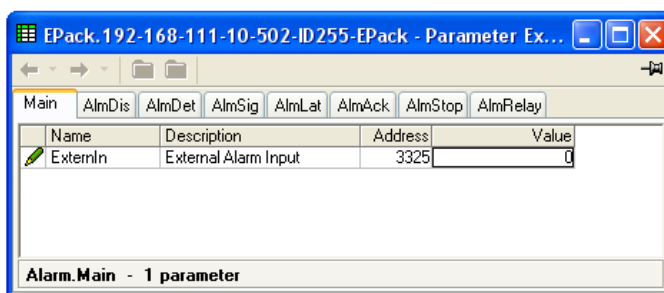 EPack.192-168-111-10-502-ID255-EPack - Parameter Ex...
Main AlmDis AlmDet AlmSig AlmLat AlmAck AlmStop AlmRelay
Name Description Address Value
ExternIn External Alarm Input 3325 0
Alarm.Main - 1 parameter